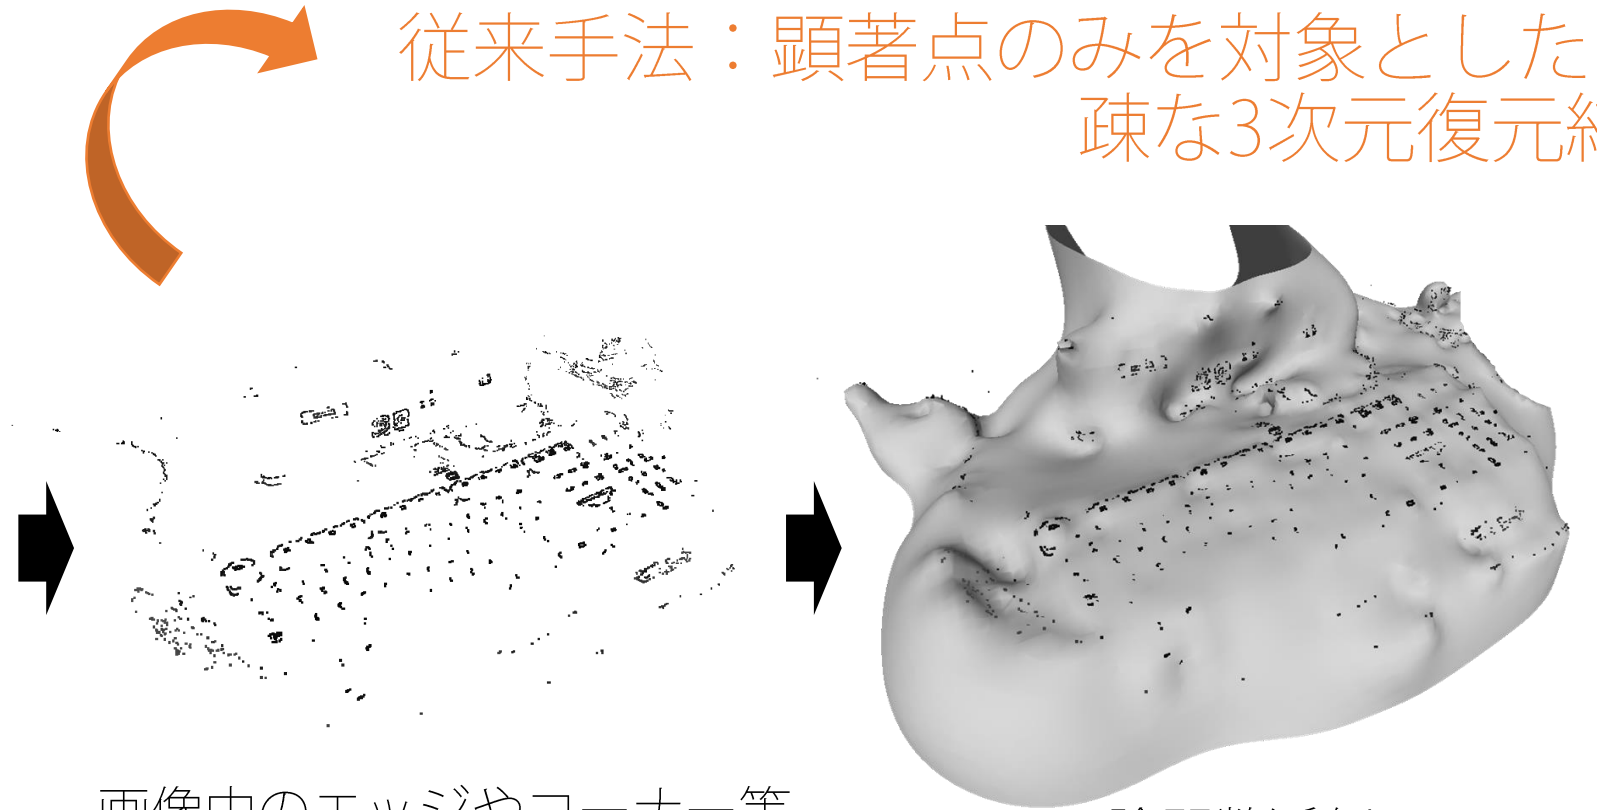 従来手法：顕著点のみを対象とした
疎な3次元復元
画像中のエッジやコーナー等